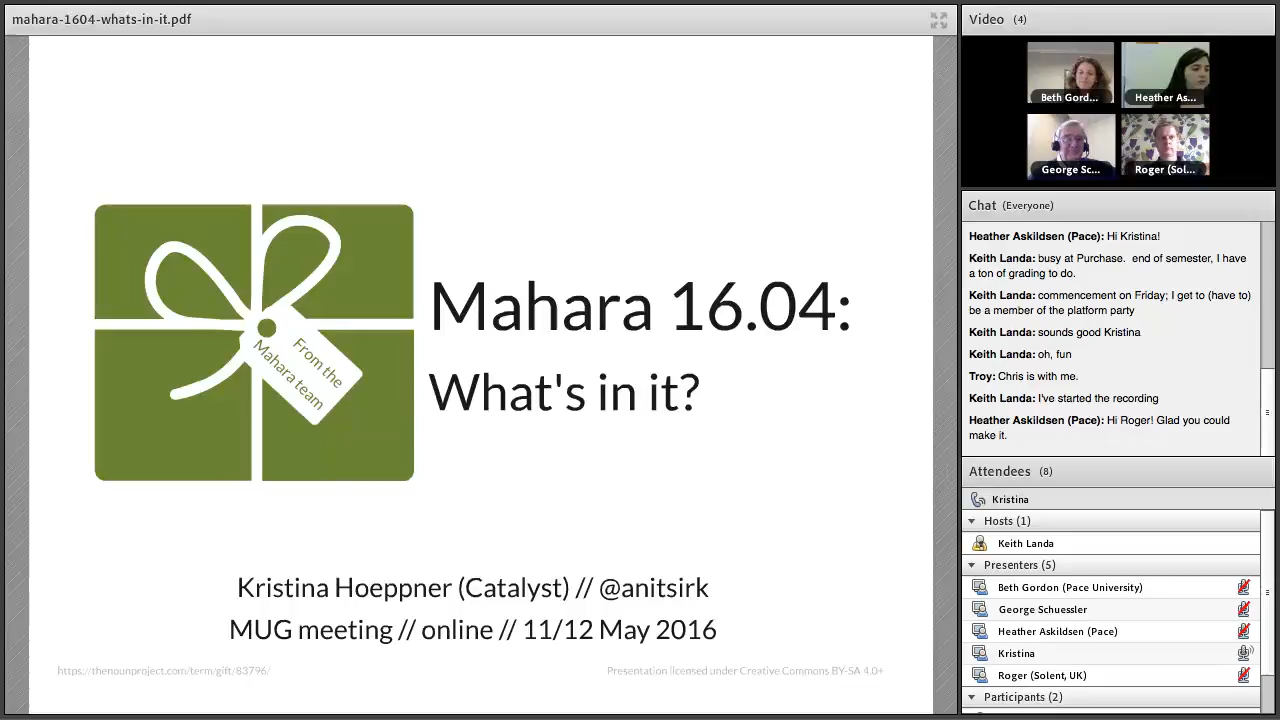 mahara-1604-whats-in-it.pdf
From the
Mahara team
Mahara 16.04:
What's in it?
Kristina Hoeppner (Catalyst) // @anitsirk
MUG meeting // online // 11/12 May 2016
https://thenounproject.com/term/gift/83796/
Presentation licensed under Creative Commons BY-SA 4.0+
Video (4)
Beth Gord...
Heather As...
George Sc...
Roger (Sol...
Chat (Everyone)
Heather Askildsen (Pace): Hi Kristina!
Keith Landa: busy at Purchase. end of semester, I have
a ton of grading to do.
Keith Landa: commencement on Friday; I get to (have to)
be a member of the platform party
Keith Landa: sounds good Kristina
Keith Landa: oh, fun
Troy: Chris is with me.
Keith Landa: I've started the recording
Heather Askildsen (Pace): Hi Roger! Glad you could
make it.
Attendees (8)
Kristina
Hosts (1)
Keith Landa
Presenters (5)
Beth Gordon (Pace University)
George Schuessler
Heather Askildsen (Pace)
Kristina
Roger (Solent, UK)
Participants (2)